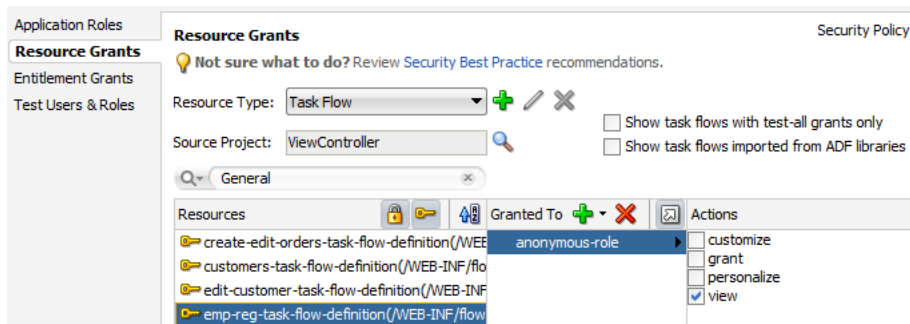 Application Roles
Resource Grants
Entitlement Grants
Test Users & Roles
Resource Grants
Security Policy
Not sure what to do? Review Security Best Practice recommendations.
Resource Type: Task Flow
Source Project: ViewController
Show task flows with test-all grants only
Show task flows imported from ADF libraries
General
Resources
Granted To
Actions
create-edit-orders-task-flow-definition(/WEE
customers-task-flow-definition(/WEB-INF/flo
edit-customer-task-flow-definition(/WEB-INF
emp-reg-task-flow-definition(/WEB-INF/flow
anonymous-role
customize
grant
personalize
view